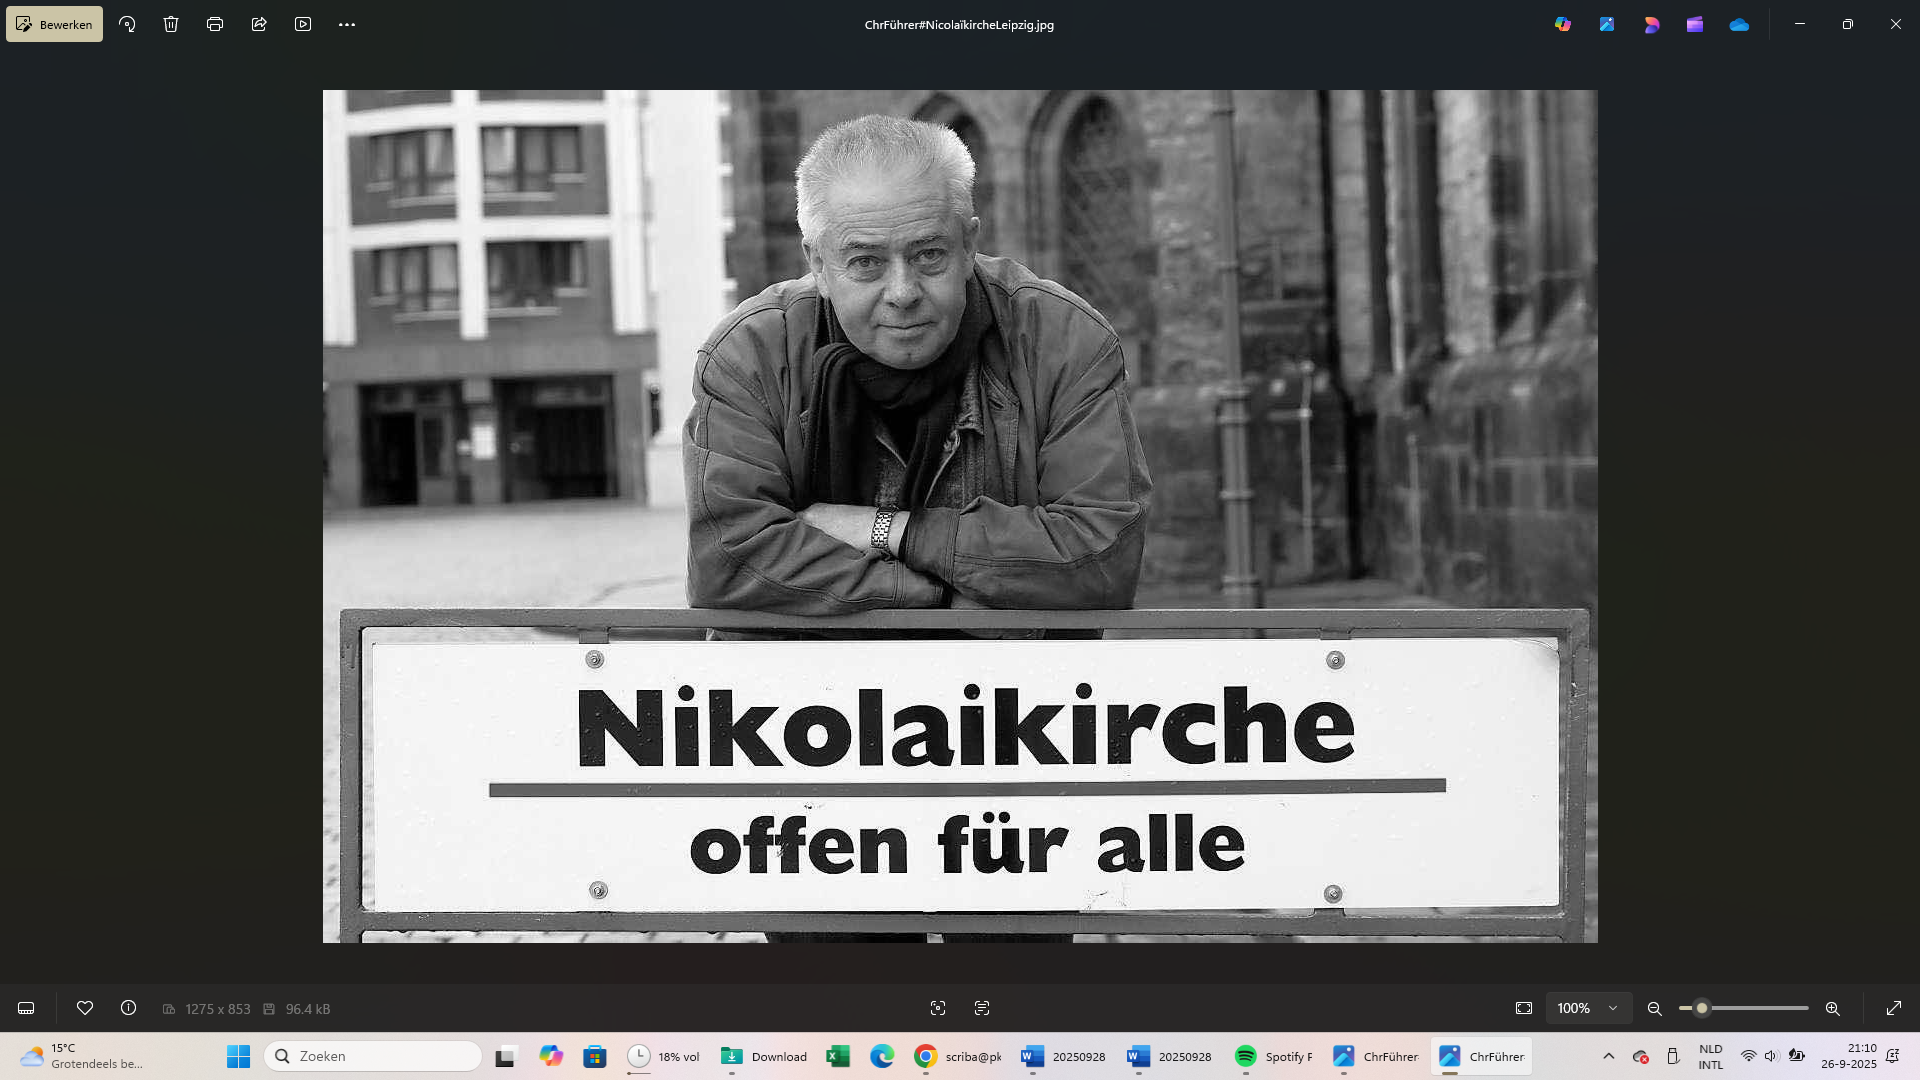 Bewerken
ChrFührer#NicolaïkircheLeipzig.jpg
Nikolaikirche
offen für alle
1275 x 853
96.4 kB
100%
15°C
Grotendeels be...
Zoeken
18% vol
Download
scriba@pk
20250928
20250928
Spotify F
ChrFührer
ChrFührer
NLD
INTL
21:10
26-9-2025